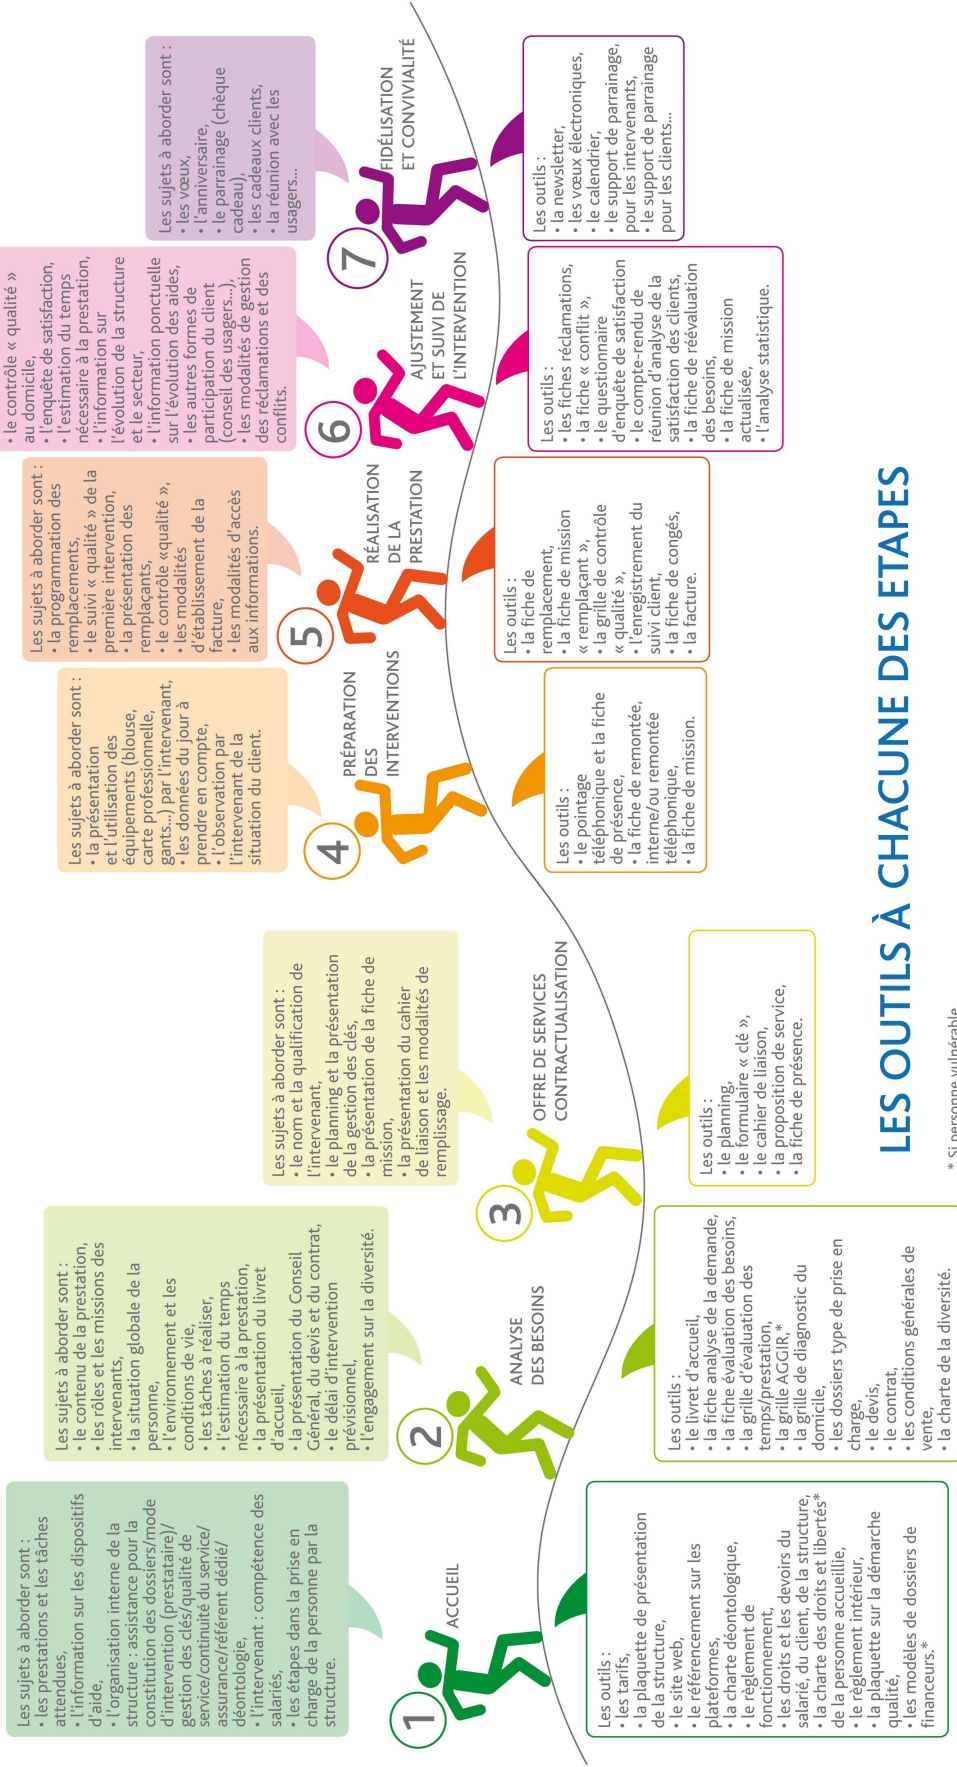 Les sujets à aborder sont :
• les prestations et les tâches
attendues,
• l'information sur les dispositifs
d'aide,
• l'organisation interne de la
structure : assistance pour la
constitution des dossiers/mode
d'intervention (prestataire)/
gestion des clés/qualité de
service/continuité du service/
assurance/référent dédié/
déontologie,
• l'intervenant : compétence des
salariés,
• les étapes dans la prise en
charge de la personne par la
structure.
1
ACCUEIL
Les outils :
• les tarifs,
• la plaquette de présentation
de la structure,
• le site web,
• le référencement sur les
plateformes,
• la charte déontologique,
• le règlement de
fonctionnement,
• les droits et les devoirs du
salarié, du client, de la structure,
• la charte des droits et libertés*
de la personne accueillie,
• le règlement intérieur,
• la plaquette sur la démarche
qualité,
• les modèles de dossiers de
financeurs.*
Les sujets à aborder sont :
• le contenu de la prestation,
• les rôles et les missions des
intervenants,
• la situation globale de la
personne,
• l'environnement et les
conditions de vie,
• les tâches à réaliser,
• l'estimation du temps
nécessaire à la prestation,
• la présentation du livret
d'accueil,
• la présentation du Conseil
Général, du devis et du contrat,
• le délai d'intervention
prévisionnel,
• l'engagement sur la diversité.
2
ANALYSE
DES BESOINS
Les outils :
• le livret d'accueil,
• la fiche analyse de la demande,
• la fiche évaluation des besoins,
• la grille d'évaluation des
temps/prestation,
• la grille AGGIR,*
• la grille de diagnostic du
domicile,
• les dossiers type de prise en
charge,
• le devis,
• le contrat,
• les conditions générales de
vente,
• la charte de la diversité.
Les sujets à aborder sont :
• le nom et la qualification de
l'intervenant,
• le planning et la présentation
de la gestion des clés,
• la présentation de la fiche de
mission,
• la présentation du cahier
de liaison et les modalités de
remplissage.
3
OFFRE DE SERVICES
CONTRACTUALISATION
Les outils :
• le planning,
• le formulaire « clé »,
• le cahier de liaison,
• la proposition de service,
• la fiche de présence.
Les sujets à aborder sont :
• la présentation
et l'utilisation des
équipements (blouse,
carte professionnelle,
gants...) par l'intervenant,
• les données du jour à
prendre en compte,
• l'observation par
l'intervenant de la
situation du client.
4
PRÉPARATION
DES
INTERVENTIONS
Les outils :
• le pointage
téléphonique et la fiche
de présence,
• la fiche de remontée,
interne/ou remontée
téléphonique,
• la fiche de mission.
Les sujets à aborder sont :
• la programmation des
remplacements,
• le suivi « qualité » de la
première intervention,
• la présentation des
remplaçants,
• le contrôle «qualité »,
• les modalités
d'établissement de la
facture,
• les modalités d'accès
aux informations.
5
RÉALISATION
DE LA
PRESTATION
Les outils :
• la fiche de
remplacement,
• la fiche de mission
« remplaçant »,
• la grille de contrôle
« qualité »,
• l'enregistrement du
suivi client,
• la fiche de congés,
• la facture.
• le contrôle « qualité »
au domicile,
• l'enquête de satisfaction,
• l'estimation du temps
nécessaire à la prestation,
• l'information sur
l'évolution de la structure
et le secteur,
• l'information ponctuelle
sur l'évolution des aides,
• les autres formes de
participation du client
(conseil des usagers...),
• les modalités de gestion
des réclamations et des
conflits.
6
AJUSTEMENT
ET SUIVI DE
L'INTERVENTION
Les outils :
• les fiches réclamations,
• la fiche « conflit »,
• le questionnaire
d'enquête de satisfaction
• le compte-rendu de
réunion d'analyse de la
satisfaction des clients,
• la fiche de réévaluation
des besoins,
• la fiche de mission
actualisée,
• l'analyse statistique.
Les sujets à aborder sont :
• les vœux,
• l'anniversaire,
• le parrainage (chèque
cadeau),
• les cadeaux clients,
• la réunion avec les
usagers...
7
FIDÉLISATION
ET CONVIVIALITÉ
Les outils :
• la newsletter,
• les vœux électroniques,
• le calendrier,
• le support de parrainage,
pour les intervenants,
• le support de parrainage
pour les clients...
LES OUTILS À CHACUNE DES ETAPES
* Si personne vulnérable